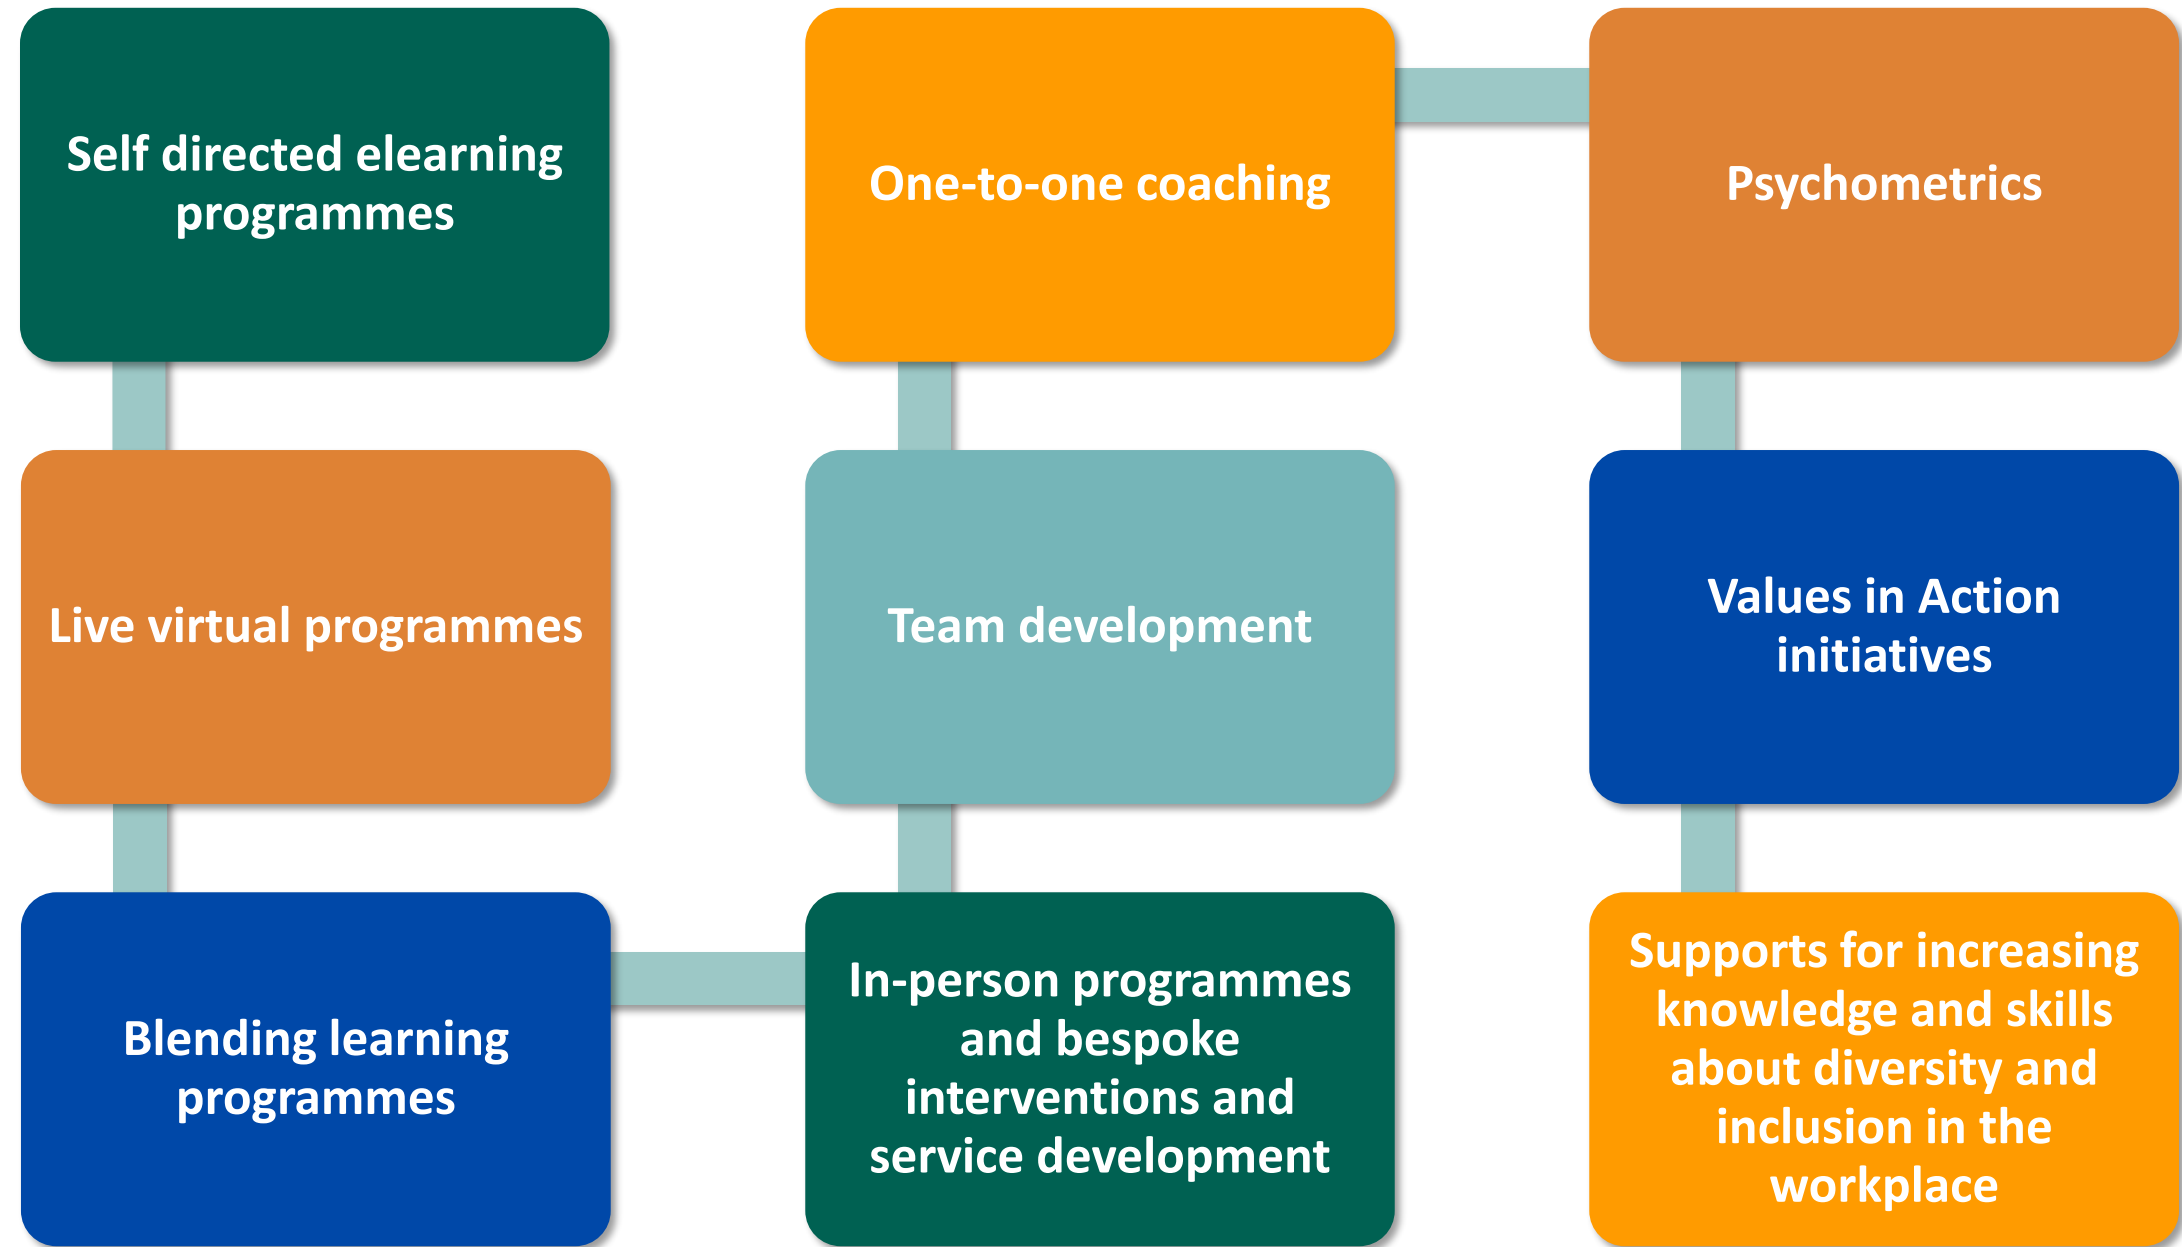 Self directed elearning
programmes
Live virtual programmes
Blending learning
programmes
In-person programmes
and bespoke
interventions and
service development
Team development
One-to-one coaching
Psychometrics
Values in Action
initiatives
Supports for increasing
knowledge and skills
about diversity and
inclusion in the
workplace